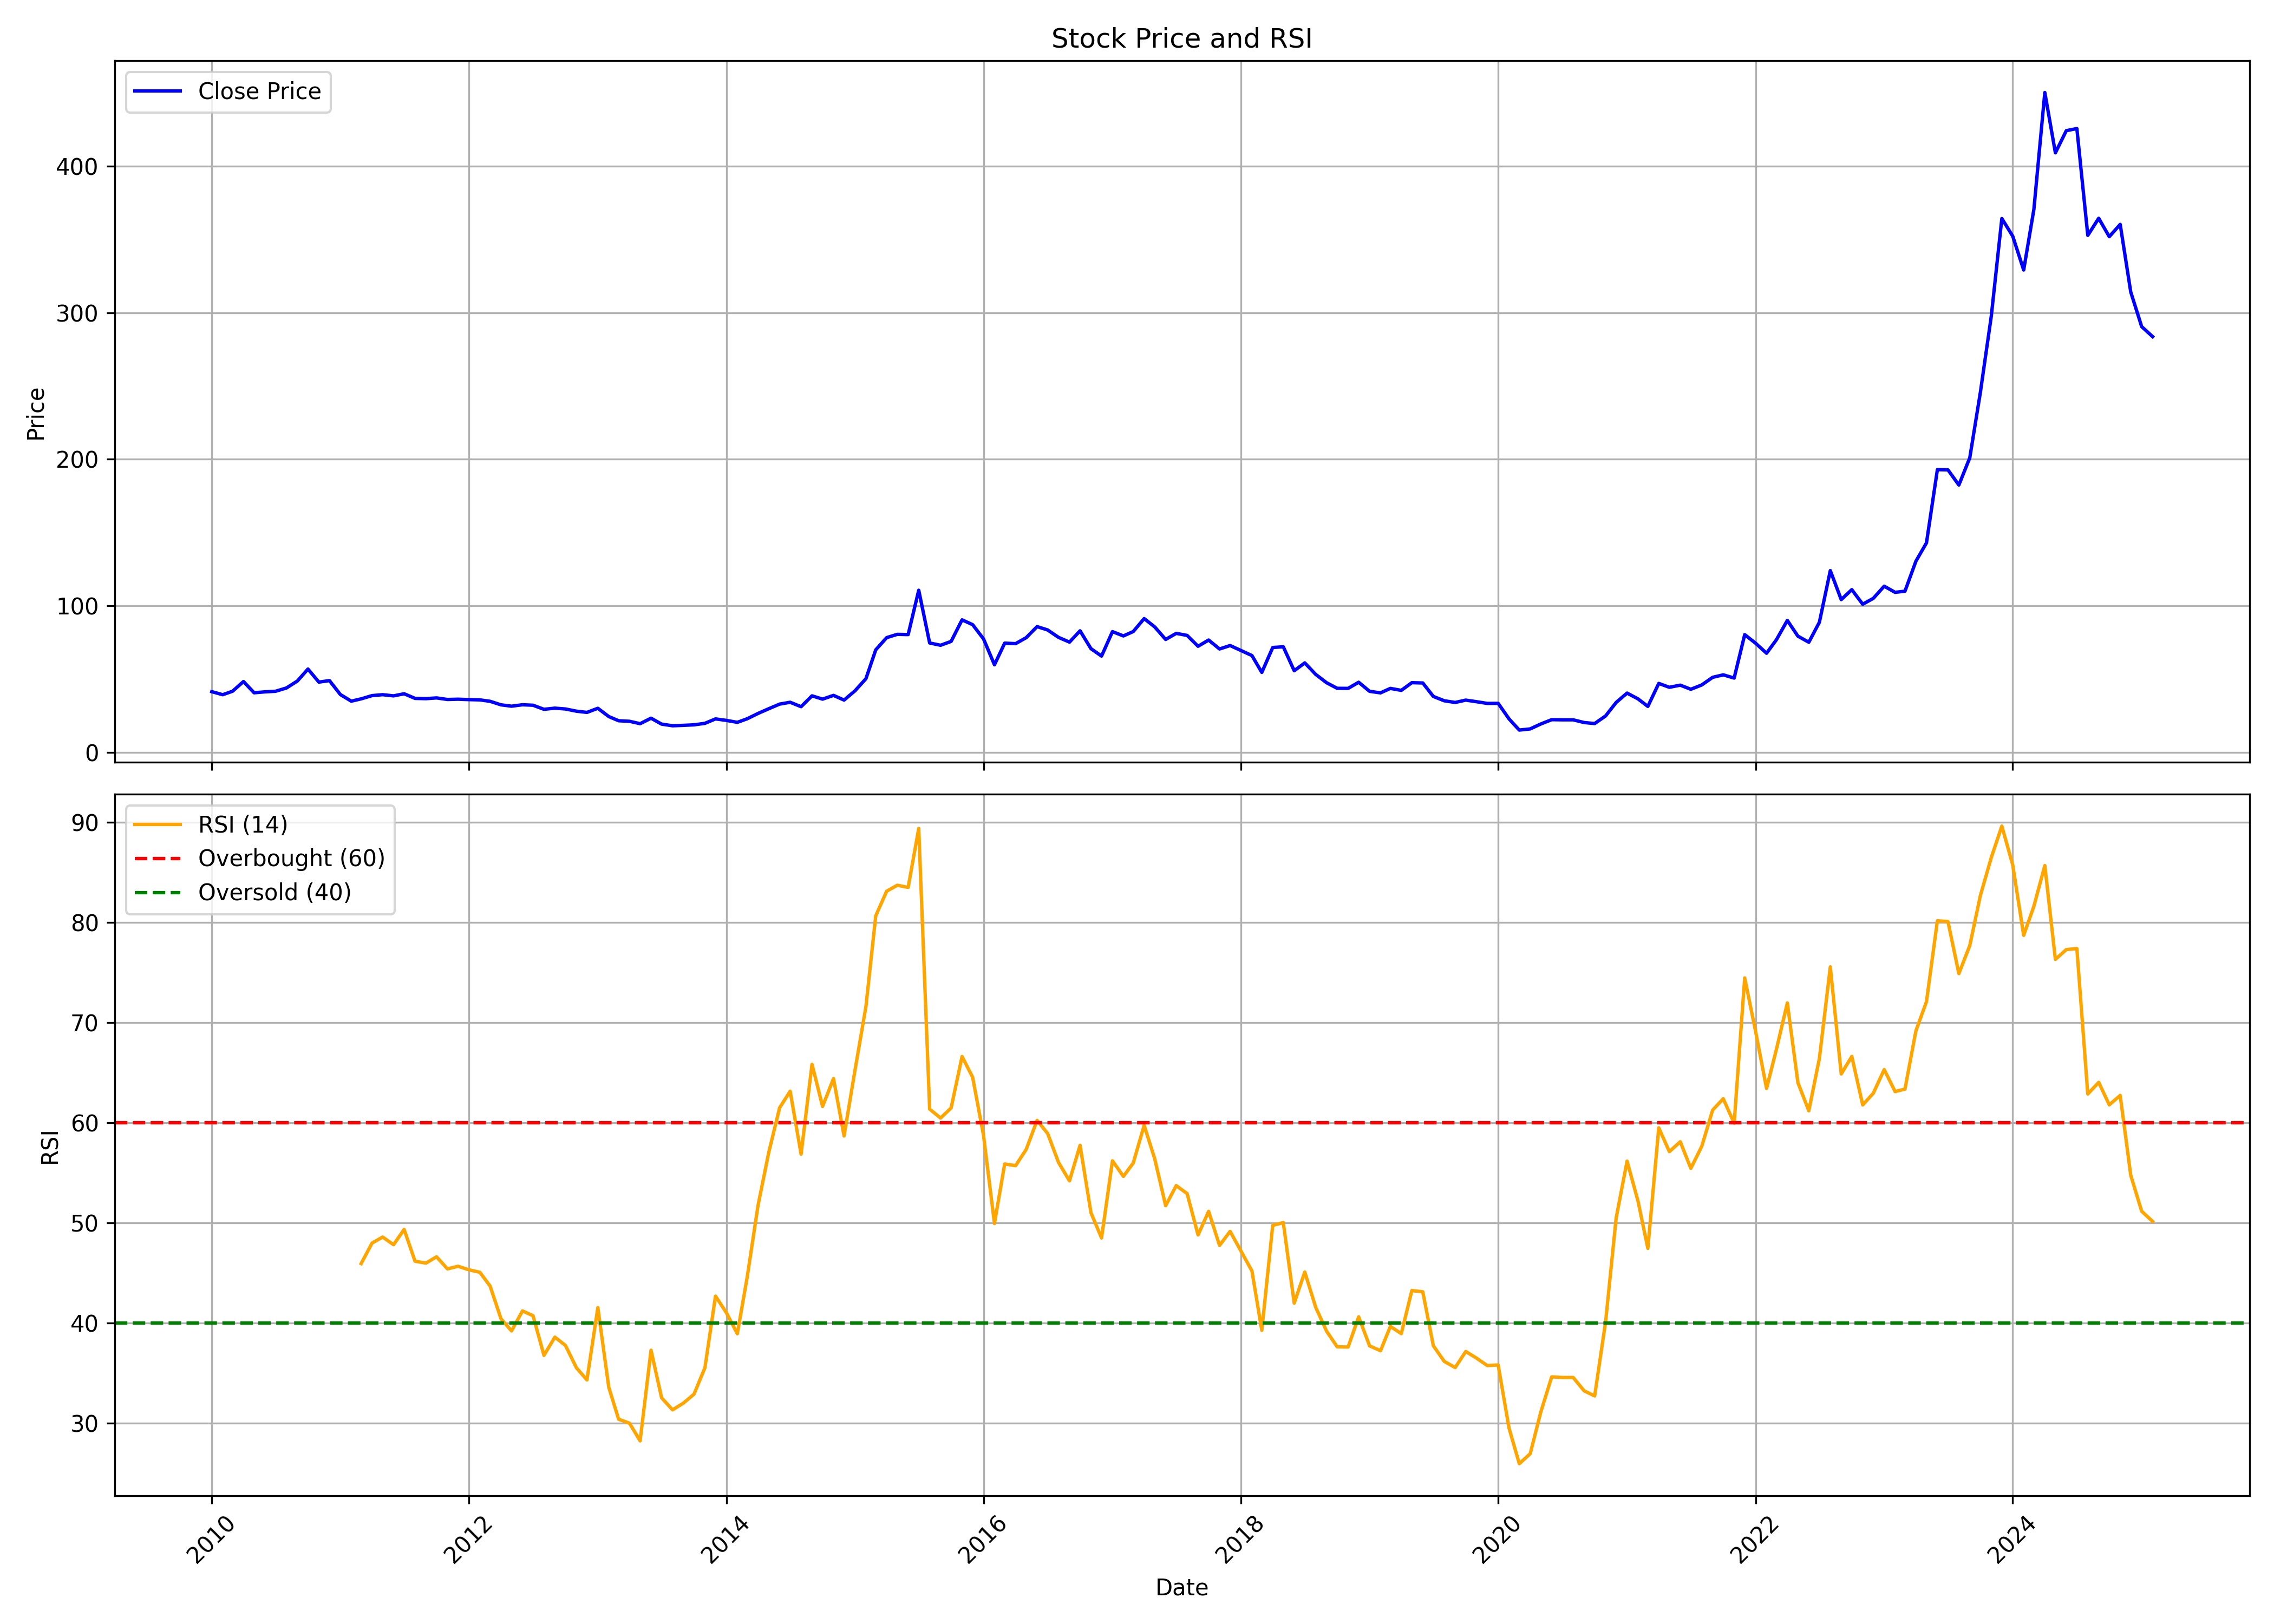 Stock Price and RSI
Close Price
400
300
200
100
0
Price
RSI (14)
Overbought (60)
Oversold (40)
90
80
70
60
50
40
30
RSI
2010
2012
2014
2016
2018
2020
2022
2024
Date